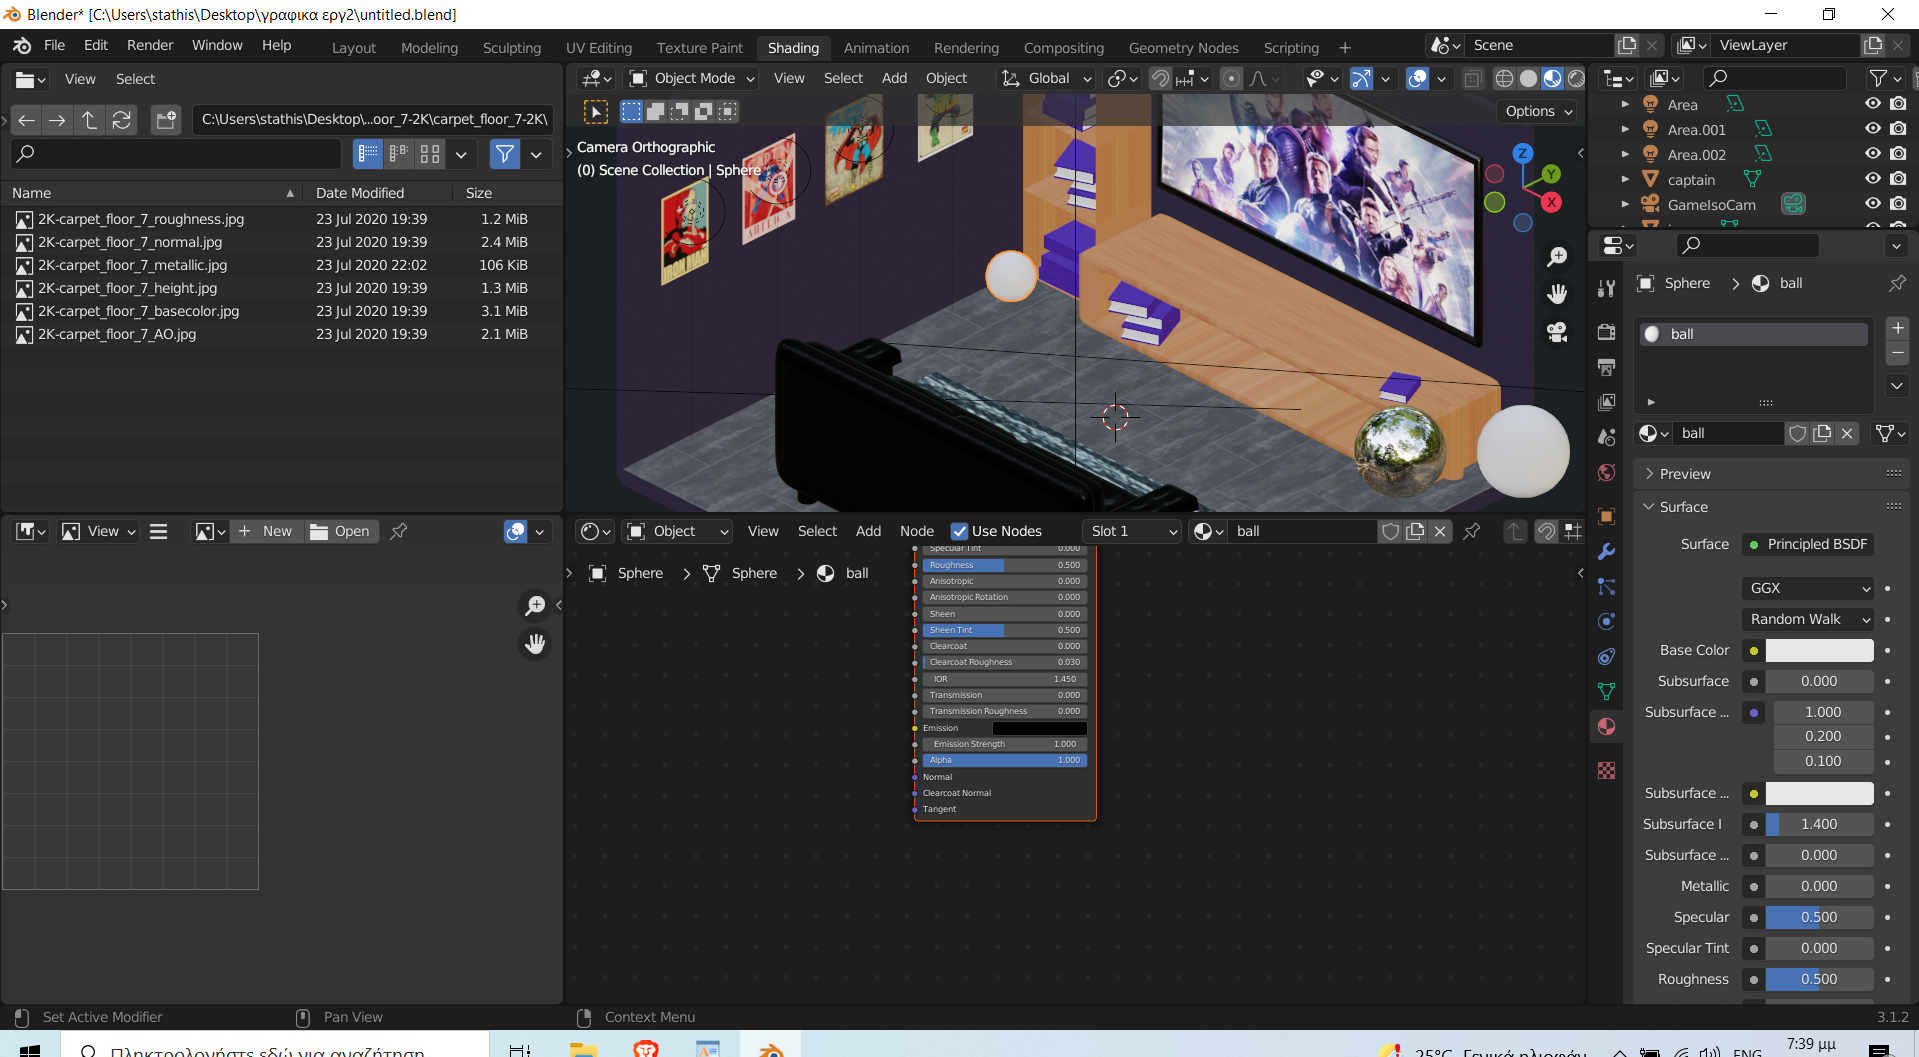 Blender* [C:\Users\stathis\Desktop\γραφικα εργ2\untitled.blend]
File Edit Render Window Help
Layout Modeling Sculpting UV Editing Texture Paint Shading Animation Rendering Compositing Geometry Nodes Scripting
Scene
ViewLayer
View Select
C:\Users\stathis\Desktop\...oor_7-2K\carpet_floor_7-2K\
Name Date Modified Size
2K-carpet_floor_7_roughness.jpg 23 Jul 2020 19:39 1.2 MiB
2K-carpet_floor_7_normal.jpg 23 Jul 2020 19:39 2.4 MiB
2K-carpet_floor_7_metallic.jpg 23 Jul 2020 22:02 106 KiB
2K-carpet_floor_7_height.jpg 23 Jul 2020 19:39 1.3 MiB
2K-carpet_floor_7_basecolor.jpg 23 Jul 2020 19:39 3.1 MiB
2K-carpet_floor_7_AO.jpg 23 Jul 2020 19:39 2.1 MiB
Object Mode View Select Add Object Global
Options
Camera Orthographic
(0) Scene Collection | Sphere
IRON MAN
Z
Y
X
Area
Area.001
Area.002
captain
GameIsoCam
Sphere > ball
ball
ball
Preview
Surface
Surface Principled BSDF
GGX
Random Walk
Base Color
Subsurface 0.000
Subsurface ... 1.000
0.200
0.100
Subsurface ...
Subsurface I 1.400
Subsurface ... 0.000
Metallic 0.000
Specular 0.500
Specular Tint 0.000
Roughness 0.500
View New Open
Object View Select Add Node Use Nodes Slot 1 ball
Sphere > Sphere > ball
Specular Tint 0.000
Roughness 0.500
Anisotropic 0.000
Anisotropic Rotation 0.000
Sheen 0.000
Sheen Tint 0.500
Clearcoat 0.000
Clearcoat Roughness 0.030
IOR 1.450
Transmission 0.000
Transmission Roughness 0.000
Emission
Emission Strength 1.000
Alpha 1.000
Normal
Clearcoat Normal
Tangent
Set Active Modifier Pan View Context Menu 3.1.2
Πληκτρολογήστε εδώ για αναζήτηση
25°C Γενικά ηλιοφάν ENG 7:39 μμ